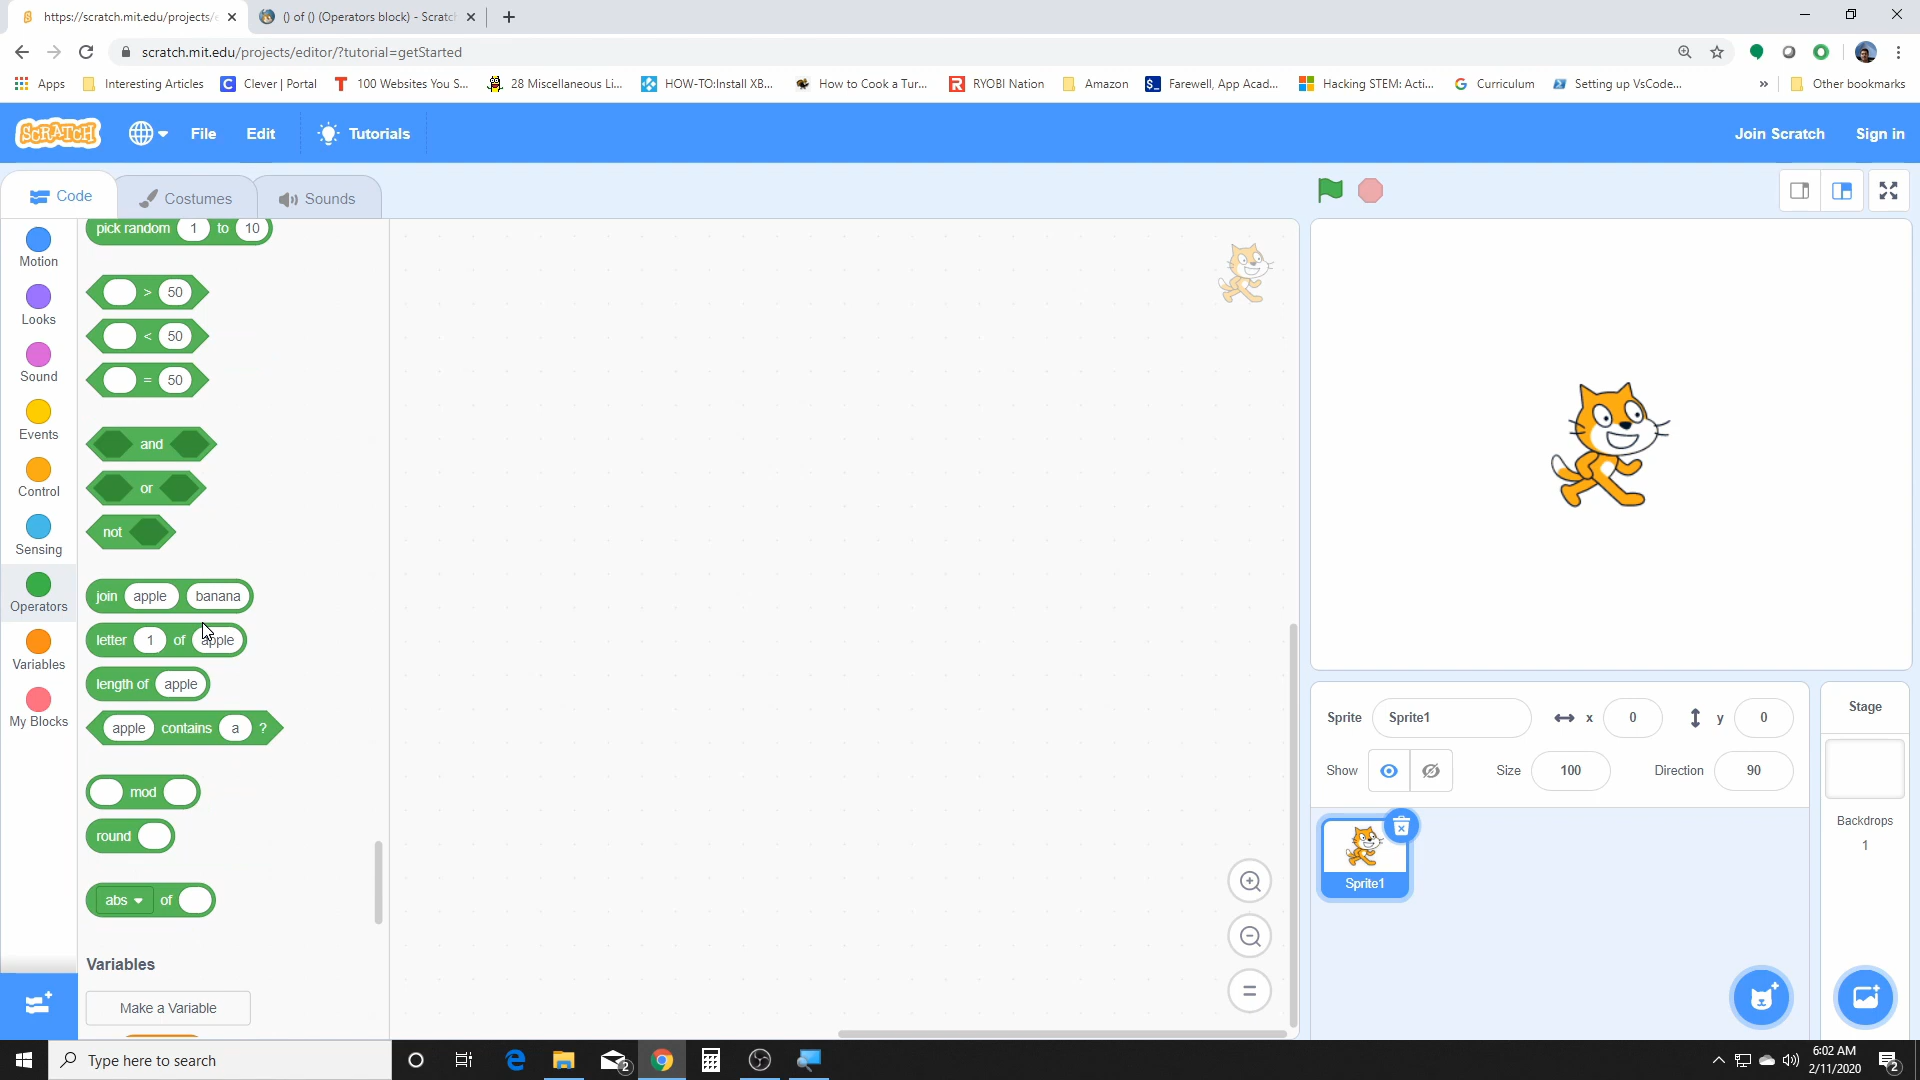 https://scratch.mit.edu/projects/e
() of () (Operators block) - Scratch
scratch.mit.edu/projects/editor/?tutorial=getStarted
Apps
Interesting Articles
Clever | Portal
100 Websites You S...
28 Miscellaneous Li...
HOW-TO:Install XB...
How to Cook a Tur...
RYOBI Nation
Amazon
Farewell, App Acad...
Hacking STEM: Acti...
Curriculum
Setting up VsCode...
»
Other bookmarks
SCRATCH
File
Edit
Tutorials
Join Scratch
Sign in
Code
Costumes
Sounds
Motion
Looks
Sound
Events
Control
Sensing
Operators
Variables
My Blocks
pick random 1 to 10
> 50
< 50
= 50
and
or
not
join apple banana
letter 1 of apple
length of apple
apple contains a ?
mod
round
abs of
Variables
Make a Variable
Sprite
Sprite1
x
0
y
0
Show
Size
100
Direction
90
Sprite1
Stage
Backdrops
1
Type here to search
2
6:02 AM
2/11/2020
2